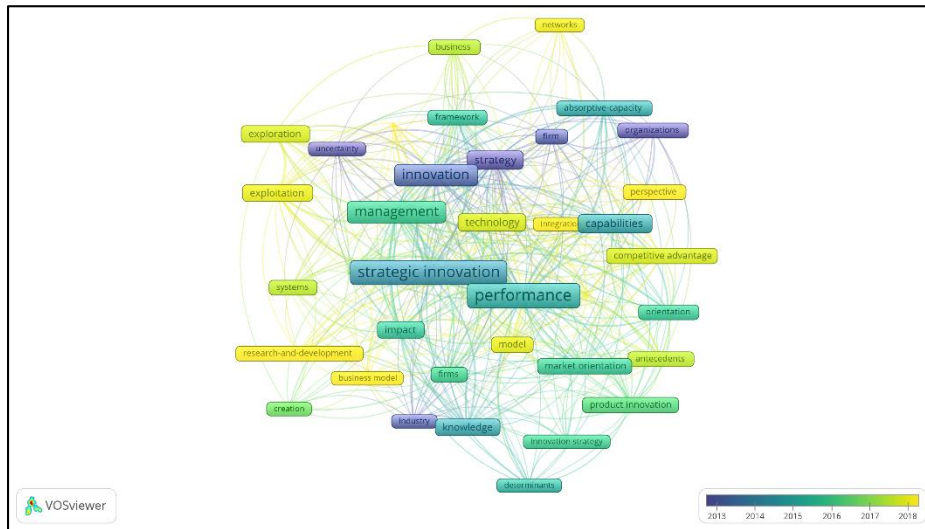 networks
business
absorptive-capacity
framework
organizations
exploration
firm
uncertainty
strategy
innovation
exploitation
perspective
management
technology
integration
capabilities
competitive advantage
strategic innovation
systems
performance
orientation
impact
model
research-and-development
antecedents
market orientation
firms
business model
creation
product innovation
industry
knowledge
innovation strategy
determinants
VOSviewer
2013 2014 2015 2016 2017 2018